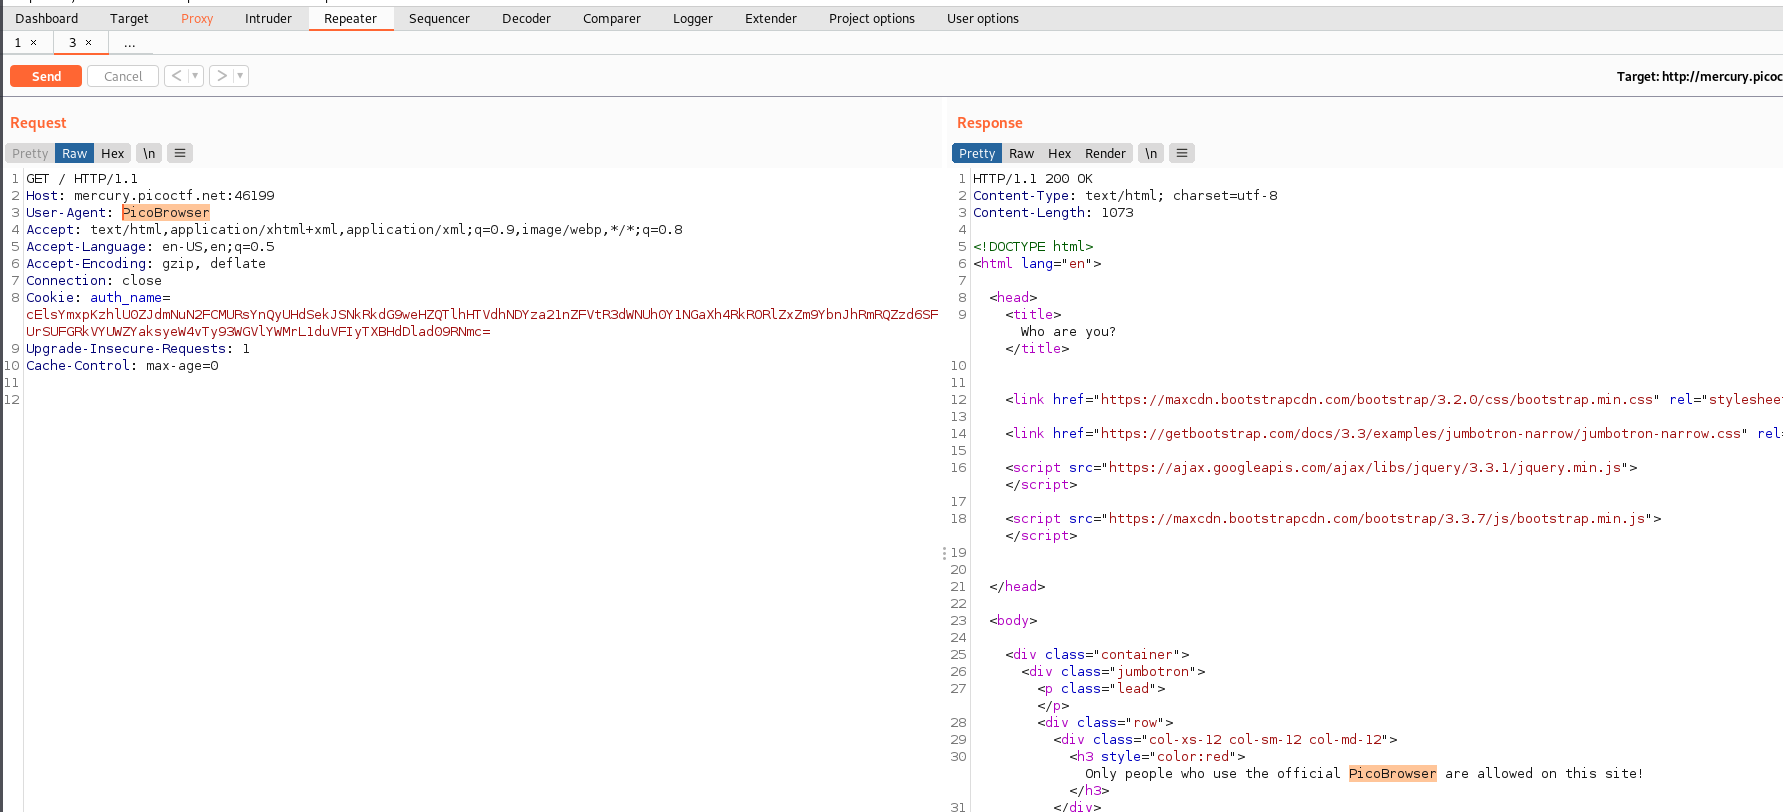 Dashboard Target Proxy Intruder Repeater Sequencer Decoder Comparer Logger Extender Project options User options
1 × 3 × ...
Send Cancel < > Target: http://mercury.picoc
Request
Pretty Raw Hex \n
1 GET / HTTP/1.1
2 Host: mercury.picoctf.net:46199
3 User-Agent: PicoBrowser
4 Accept: text/html,application/xhtml+xml,application/xml;q=0.9,image/webp,*/*;q=0.8
5 Accept-Language: en-US,en;q=0.5
6 Accept-Encoding: gzip, deflate
7 Connection: close
8 Cookie: auth_name=
cElsYmxpKzhlU0ZJdmNuN2FCMURsYnQyUHdSekJSNkRkdG9weHZQTlhHTVdhNDYza21nZFVtR3dWNUh0Y1NGaXh4RkRORlZxZm9YbnJhRmRQZzd6SF
UrSUFGRkVYUWZYaksyeW4vTy93WGVlYWMrL1duVFIyTXBHdDlad09RNmc=
9 Upgrade-Insecure-Requests: 1
10 Cache-Control: max-age=0
11
12
Response
Pretty Raw Hex Render \n
1 HTTP/1.1 200 OK
2 Content-Type: text/html; charset=utf-8
3 Content-Length: 1073
4
5 <!DOCTYPE html>
6 <html lang="en">
7
8 <head>
9 <title>
Who are you?
</title>
10
11
12 <link href="https://maxcdn.bootstrapcdn.com/bootstrap/3.2.0/css/bootstrap.min.css" rel="styleshee
13
14 <link href="https://getbootstrap.com/docs/3.3/examples/jumbotron-narrow/jumbotron-narrow.css" rel
15
16 <script src="https://ajax.googleapis.com/ajax/libs/jquery/3.3.1/jquery.min.js">
</script>
17
18 <script src="https://maxcdn.bootstrapcdn.com/bootstrap/3.3.7/js/bootstrap.min.js">
</script>
19
20
21 </head>
22
23 <body>
24
25 <div class="container">
26 <div class="jumbotron">
27 <p class="lead">
</p>
28 <div class="row">
29 <div class="col-xs-12 col-sm-12 col-md-12">
30 <h3 style="color:red">
Only people who use the official PicoBrowser are allowed on this site!
</h3>
31 </div>